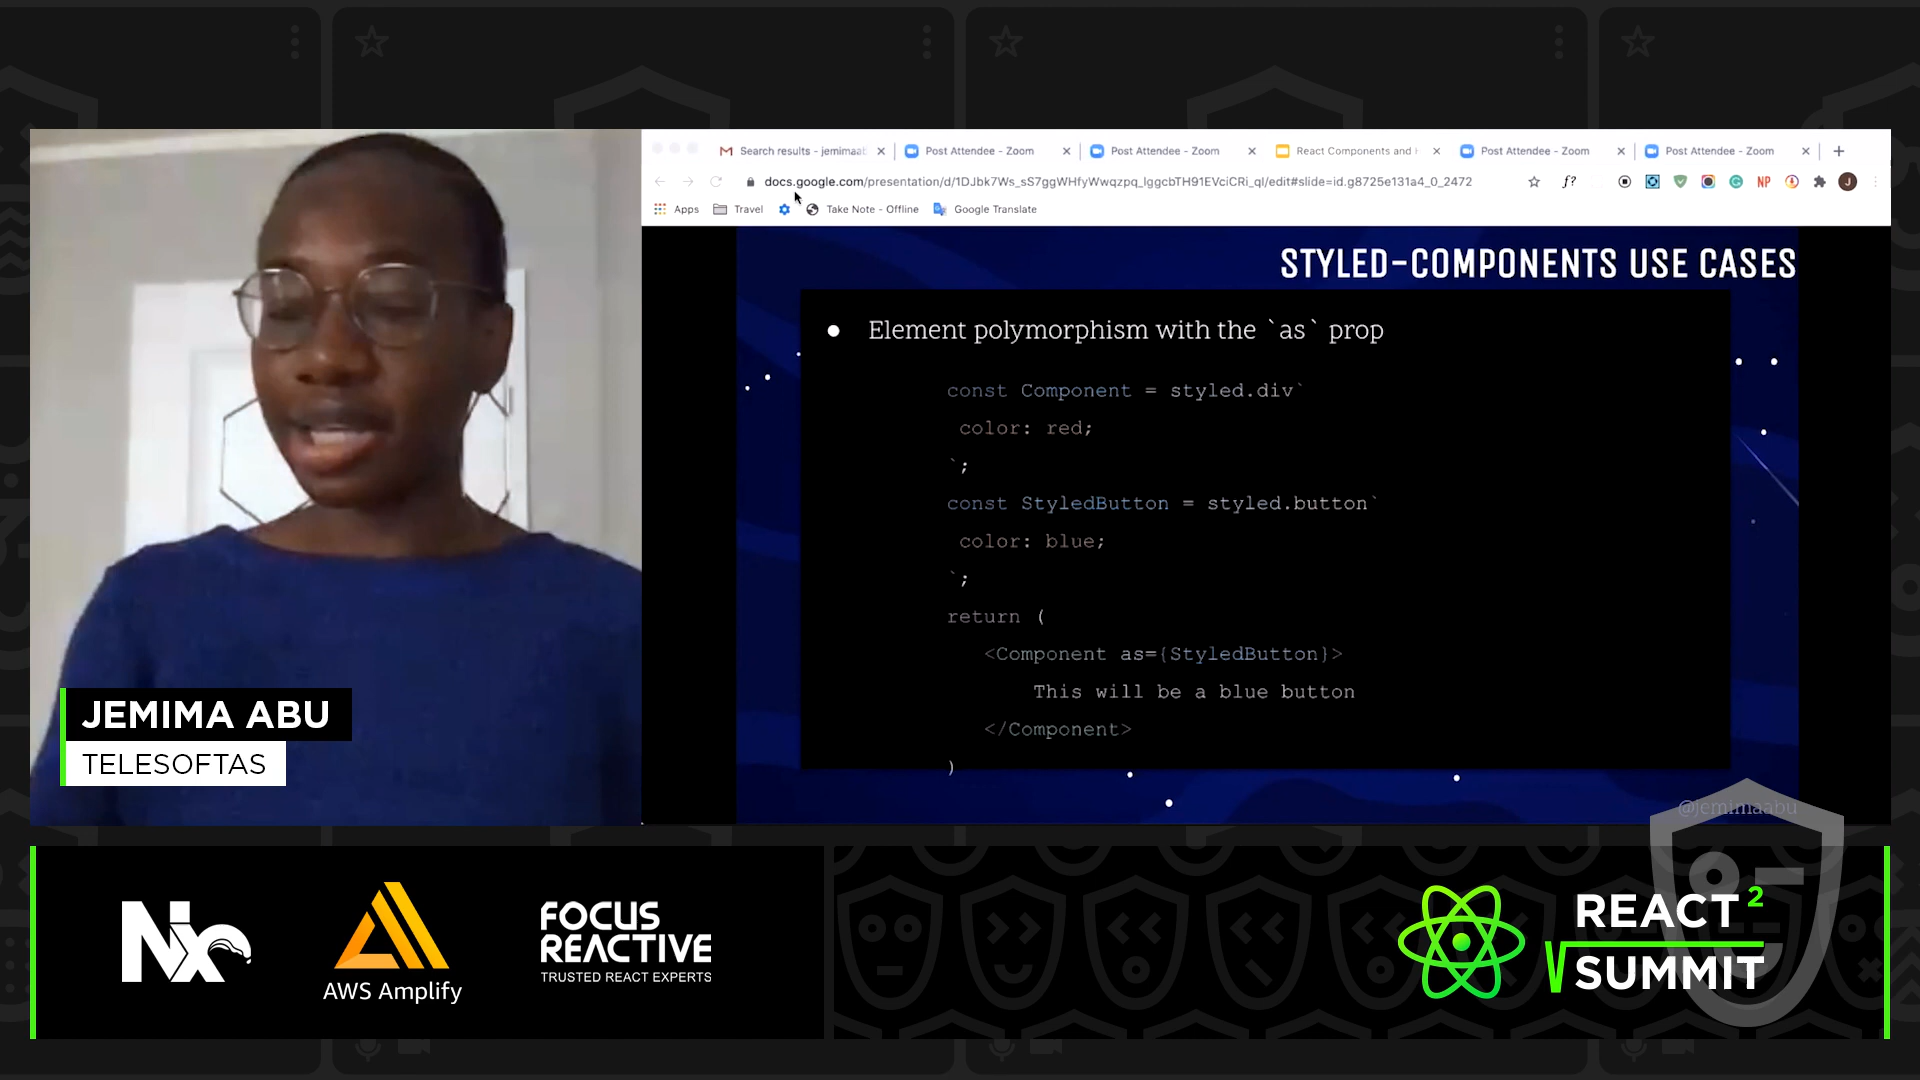 Search results - jemimaab
Post Attendee - Zoom
Post Attendee - Zoom
React Components and H
Post Attendee - Zoom
Post Attendee - Zoom
docs.google.com/presentation/d/1DJbk7Ws_sS7ggWHfyWwqzpq_IggcbTH91EVciCRi_qI/edit#slide=id.g8725e131a4_0_2472
f?
NP
J
Apps
Travel
Take Note - Offline
Google Translate
STYLED-COMPONENTS USE CASES
● Element polymorphism with the `as` prop
const Component = styled.div`
color: red;
`;
const StyledButton = styled.button`
color: blue;
`;
return (
<Component as={StyledButton}>
This will be a blue button
</Component>
)
@jemimaabu
JEMIMA ABU
TELESOFTAS
Nx
AWS Amplify
FOCUS
REACTIVE
TRUSTED REACT EXPERTS
REACT 2
SUMMIT